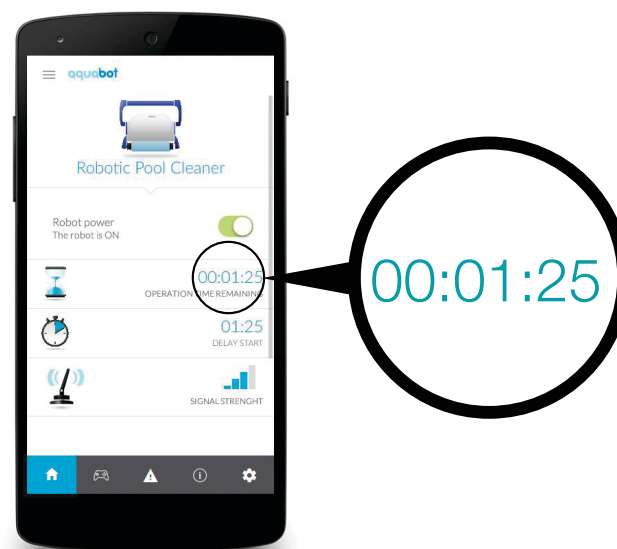 aquabot
Robotic Pool Cleaner
Robot power
The robot is ON
00:01:25
OPERATION TIME REMAINING
01:25
DELAY START
SIGNAL STRENGHT
00:01:25